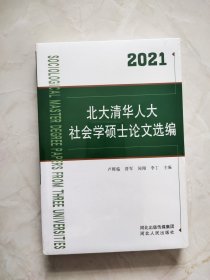 2021
北大清华人大
社会学硕士论文选编
卢晖临 晋军 闻翔 李丁 主编
河北出版传媒集团
河北人民出版社
SOCIOLOGICAL MASTER DEGREE PAPERS FROM THREE UNIVERSITIES